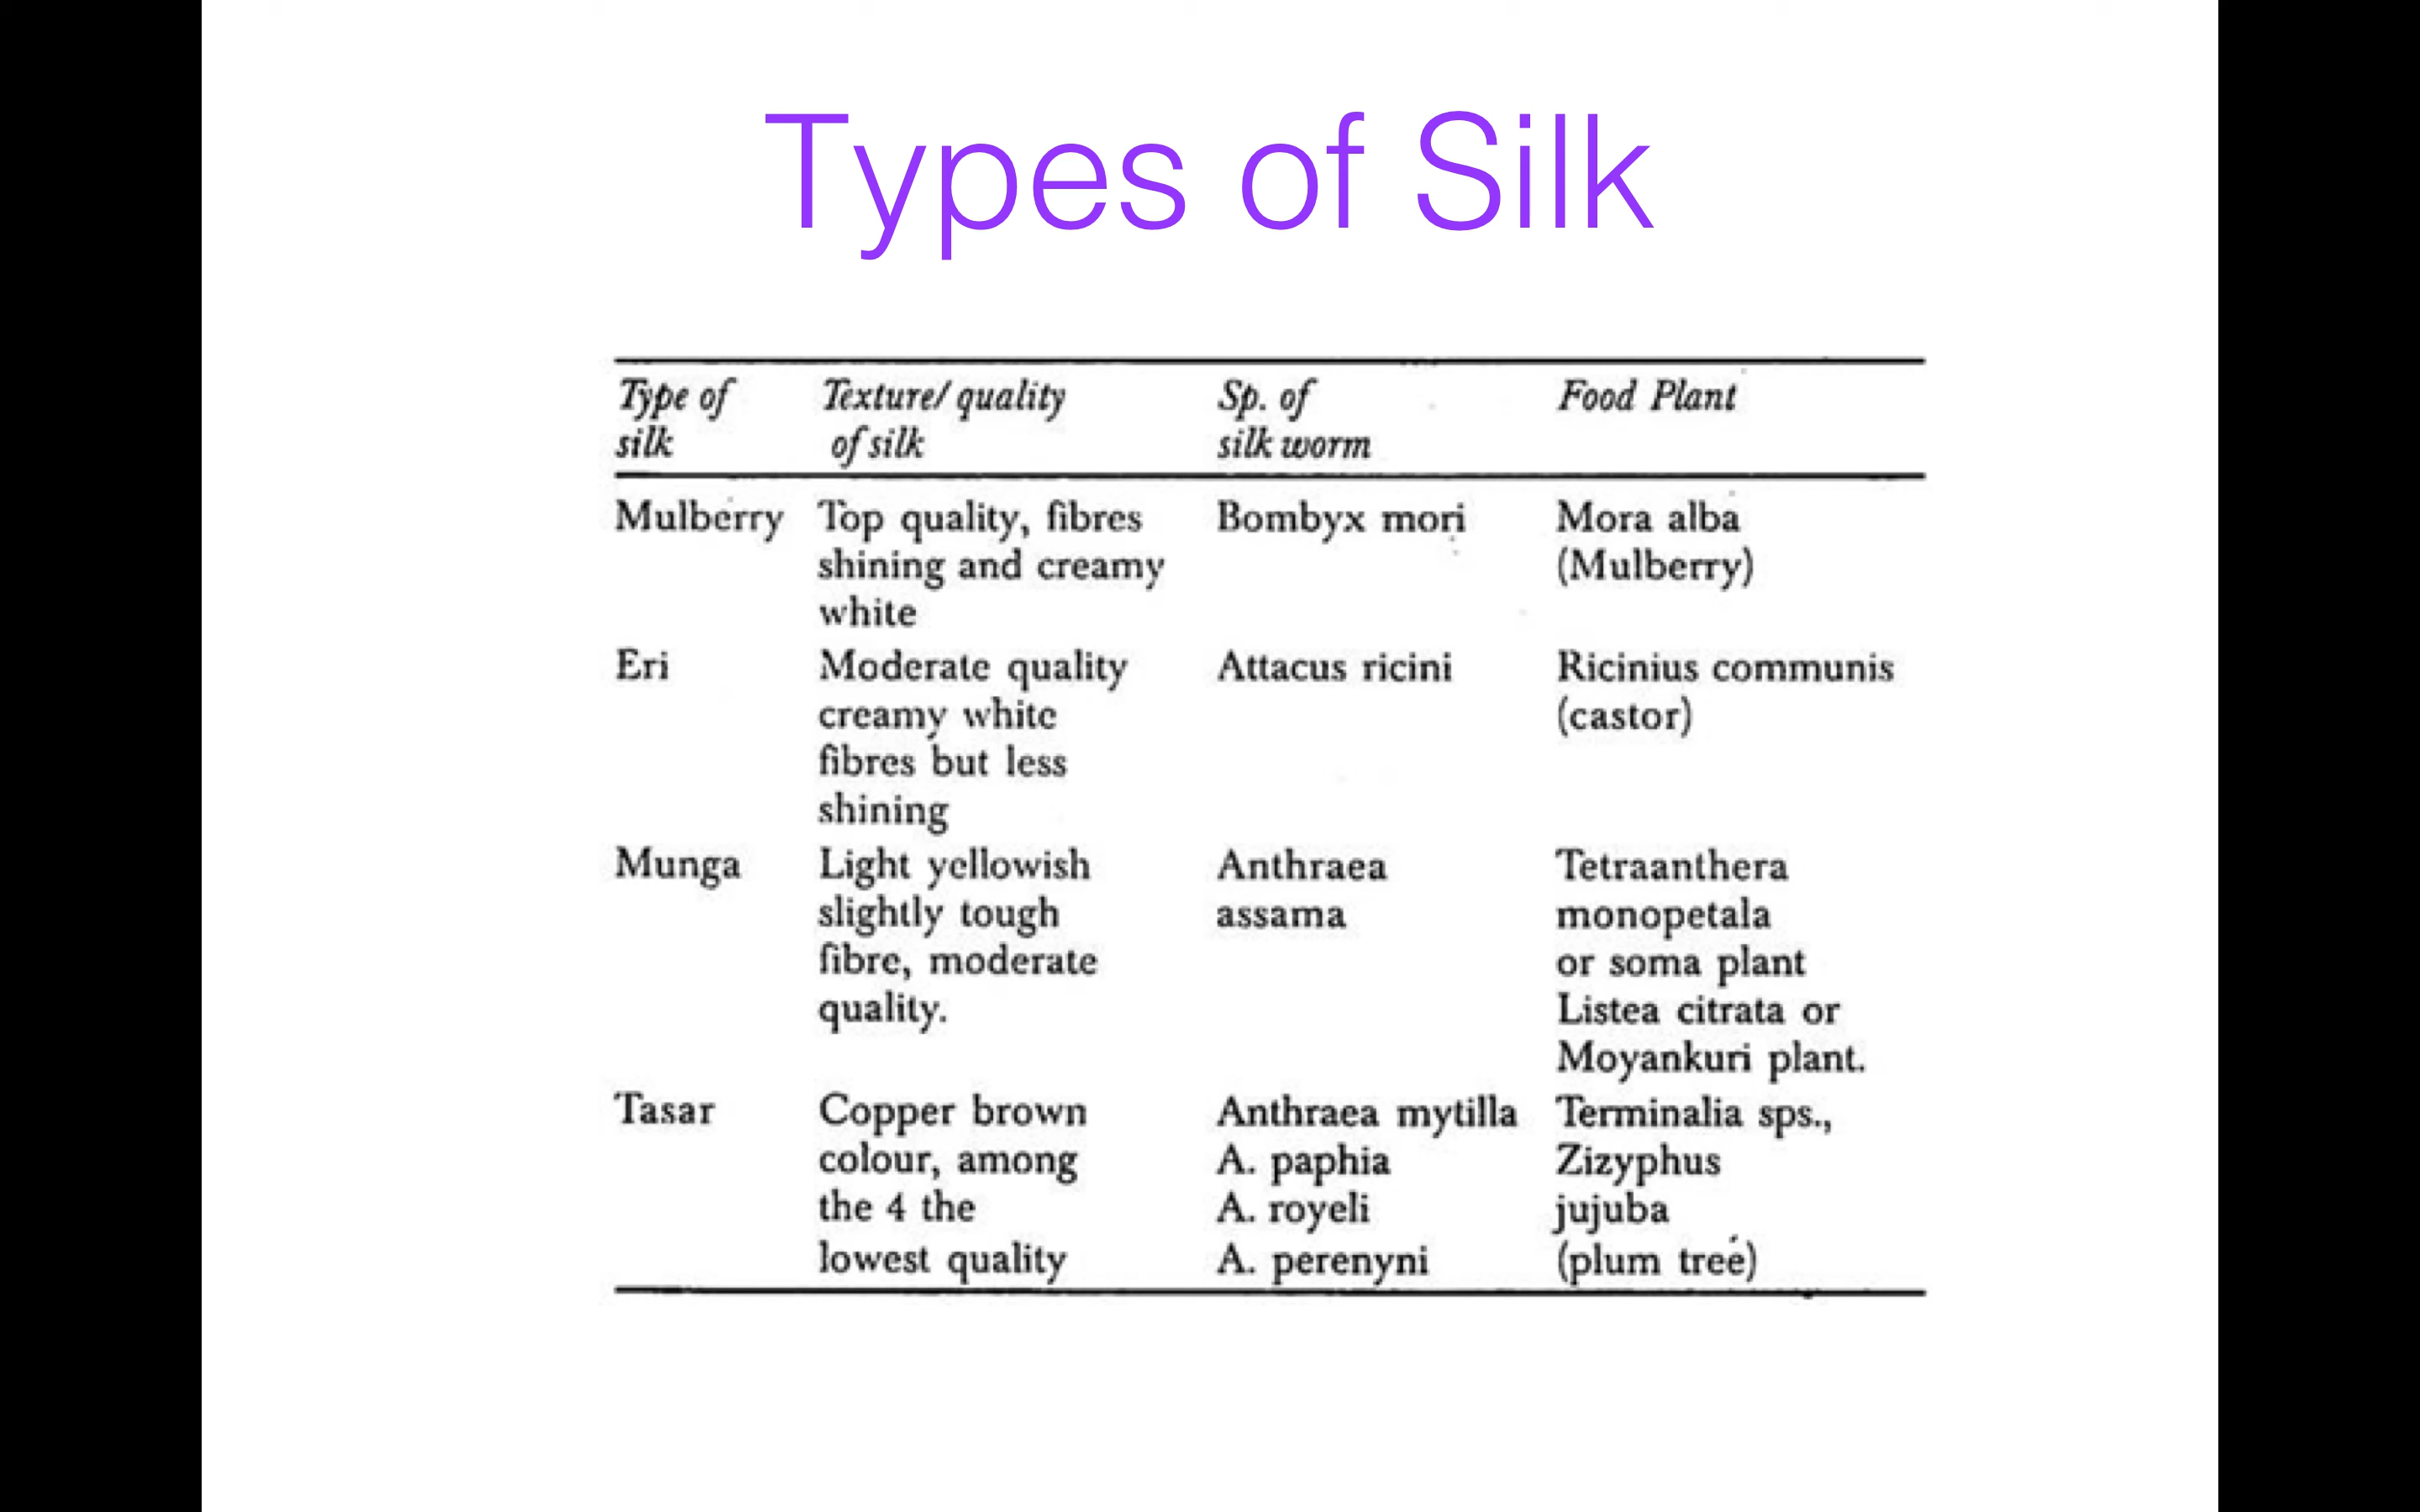 Types of Silk
Type of silk | Texture/ quality of silk | Sp. of silk worm | Food Plant
Mulberry | Top quality, fibres shining and creamy white | Bombyx mori | Mora alba (Mulberry)
Eri | Moderate quality creamy white fibres but less shining | Attacus ricini | Ricinius communis (castor)
Munga | Light yellowish slightly tough fibre, moderate quality. | Anthraea assama | Tetraanthera monopetala or soma plant Listea citrata or Moyankuri plant.
Tasar | Copper brown colour, among the 4 the lowest quality | Anthraea mytilla A. paphia A. royeli A. perenyni | Terminalia sps., Zizyphus jujuba (plum tree)